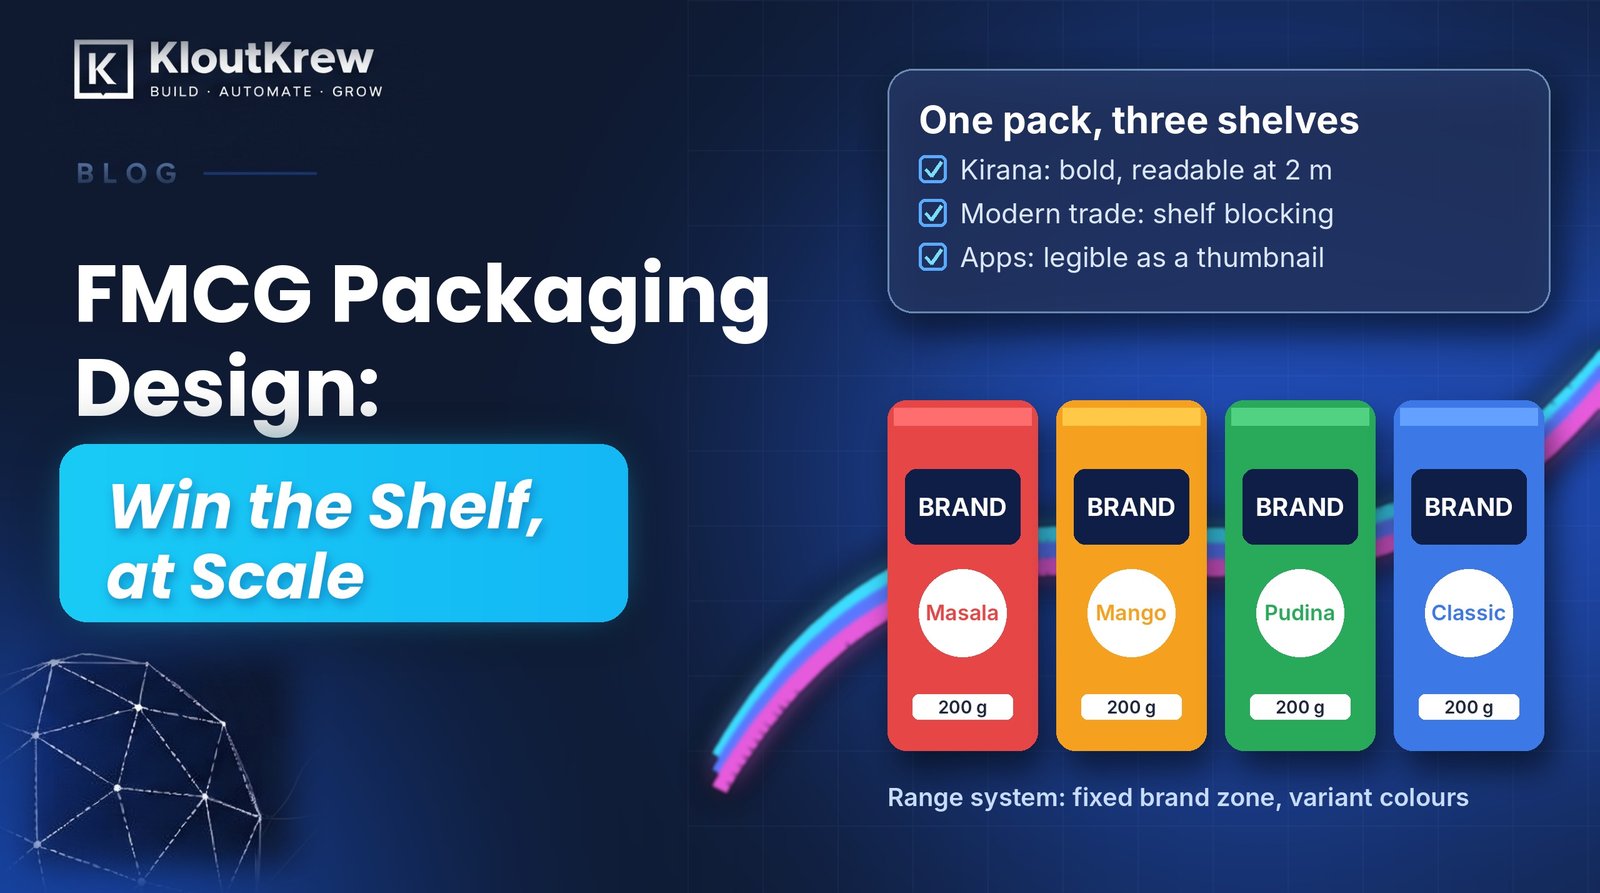 K
KloutKrew
BUILD · AUTOMATE · GROW
BLOG
FMCG Packaging
Design:
Win the Shelf,
at Scale
One pack, three shelves
Kirana: bold, readable at 2 m
Modern trade: shelf blocking
Apps: legible as a thumbnail
BRAND
Masala
200 g
BRAND
Mango
200 g
BRAND
Pudina
200 g
BRAND
Classic
200 g
Range system: fixed brand zone, variant colours